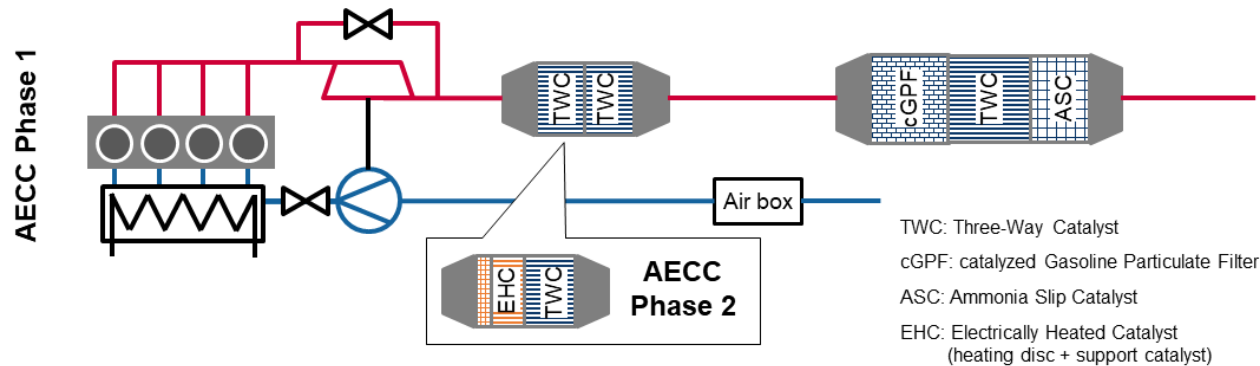 AECC Phase 1
TWC
TWC
cGPF
TWC
ASC
Air box
EHC
TWC
AECC
Phase 2
TWC: Three-Way Catalyst
cGPF: catalyzed Gasoline Particulate Filter
ASC: Ammonia Slip Catalyst
EHC: Electrically Heated Catalyst
(heating disc + support catalyst)